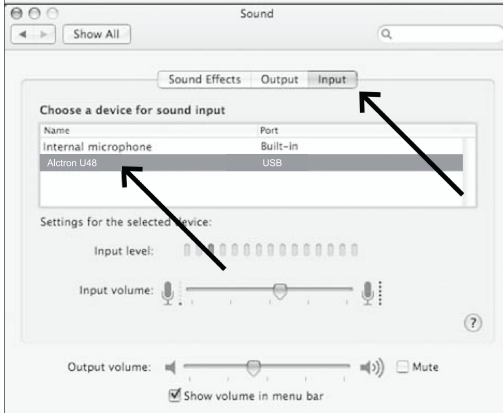 Sound
Show All
Sound Effects Output Input
Choose a device for sound input
Name Port
Internal microphone Built-in
Alctron U48 USB
Settings for the selected device:
Input level:
Input volume:
?
Output volume: Mute
Show volume in menu bar